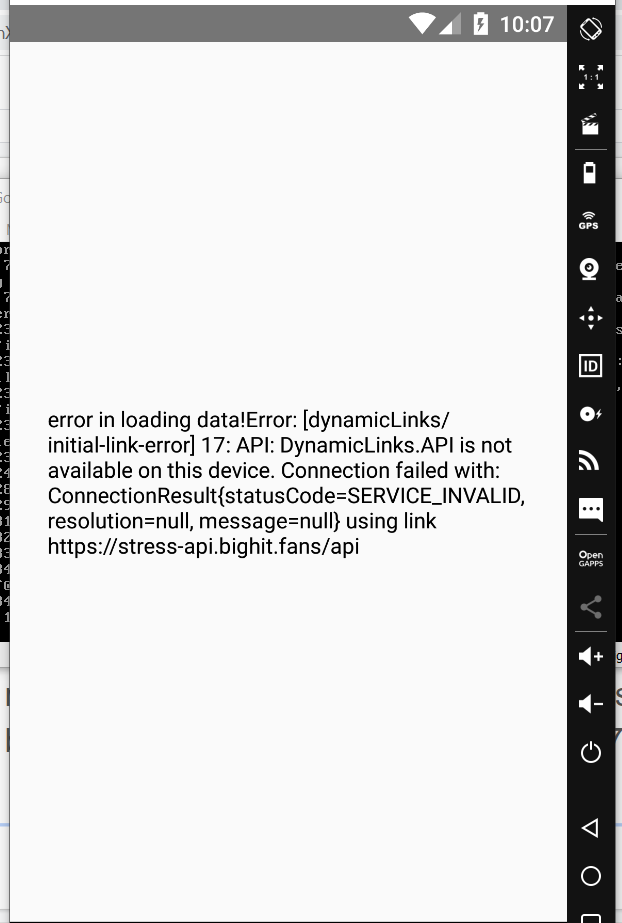 10:07
1:1
GPS
ID
error in loading data!Error: [dynamicLinks/
initial-link-error] 17: API: DynamicLinks.API is not
available on this device. Connection failed with:
ConnectionResult{statusCode=SERVICE_INVALID,
resolution=null, message=null} using link
https://stress-api.bighit.fans/api
Open
GAPPS